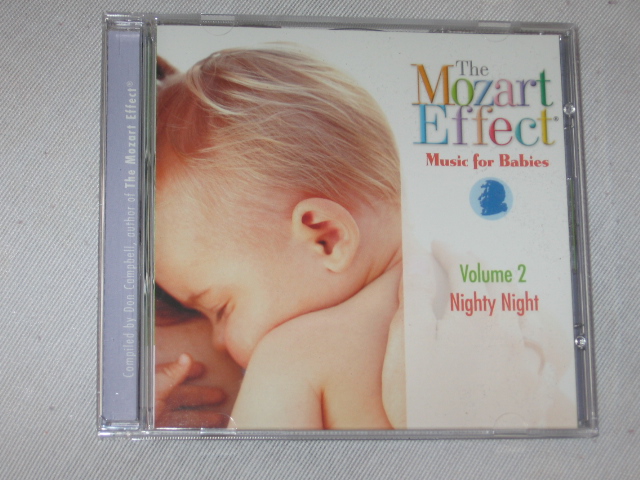 The
Mozart
Effect®
Music for Babies
Volume 2
Nighty Night
Compiled by Don Campbell, author of The Mozart Effect®